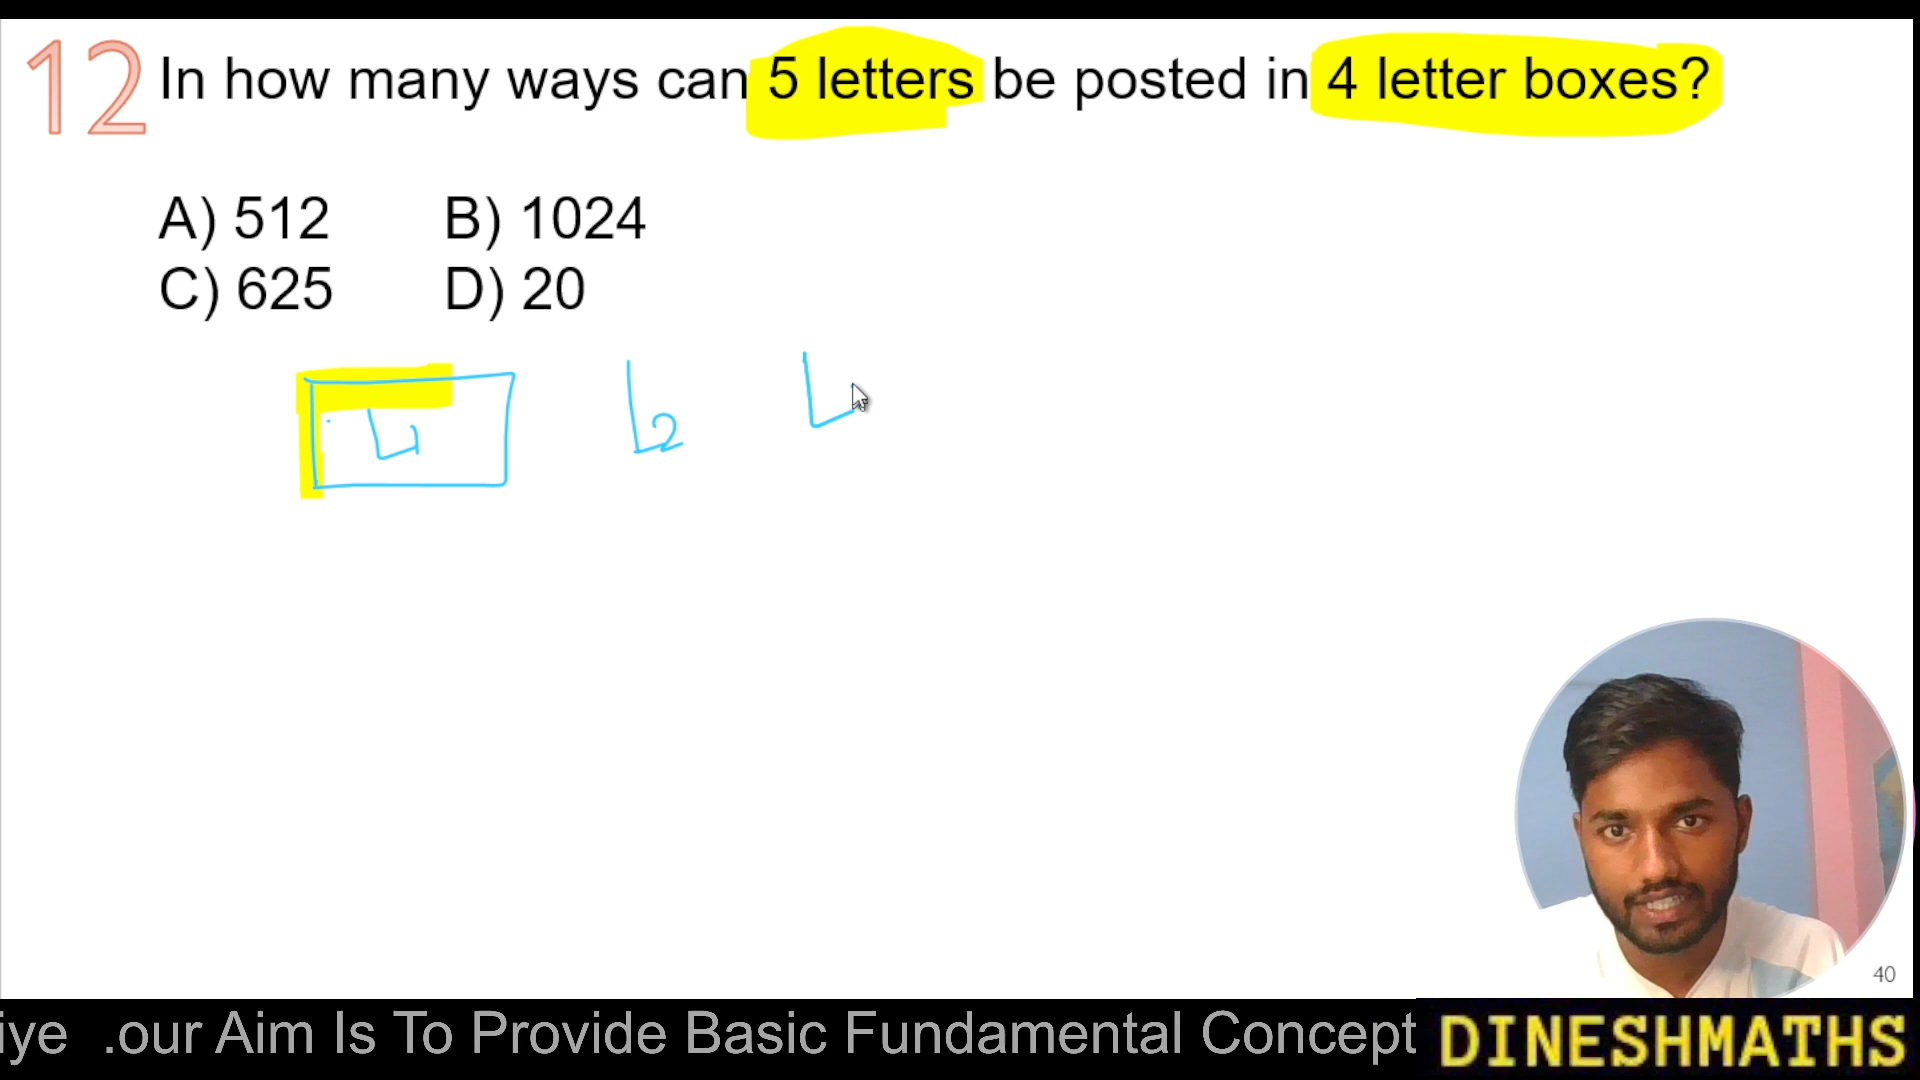 12 In how many ways can 5 letters be posted in 4 letter boxes?
A) 512 B) 1024
C) 625 D) 20
L1 L2 L
40
iye .our Aim Is To Provide Basic Fundamental Concept
DINESHMATHS